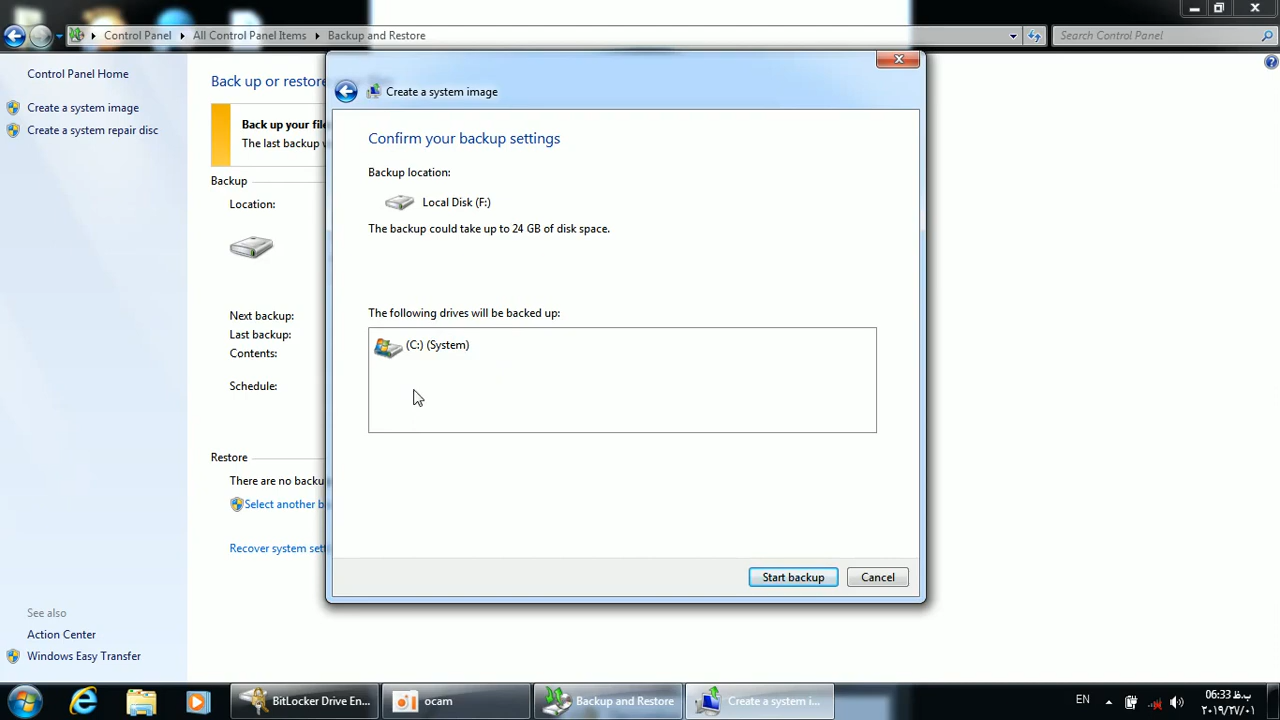 Control Panel
All Control Panel Items
Backup and Restore
Search Control Panel
Control Panel Home
Create a system image
Create a system repair disc
Back up or restore
Back up your file
The last backup
Backup
Location:
Next backup:
Last backup:
Contents:
Schedule:
Restore
There are no backu
Select another b
Recover system sett
See also
Action Center
Windows Easy Transfer
Create a system image
Confirm your backup settings
Backup location:
Local Disk (F:)
The backup could take up to 24 GB of disk space.
The following drives will be backed up:
(C:) (System)
Start backup
Cancel
BitLocker Drive En...
ocam
Backup and Restore
Create a system i...
EN
06:33 ب.ظ
۲۰۱۹/۲۷/۰۱